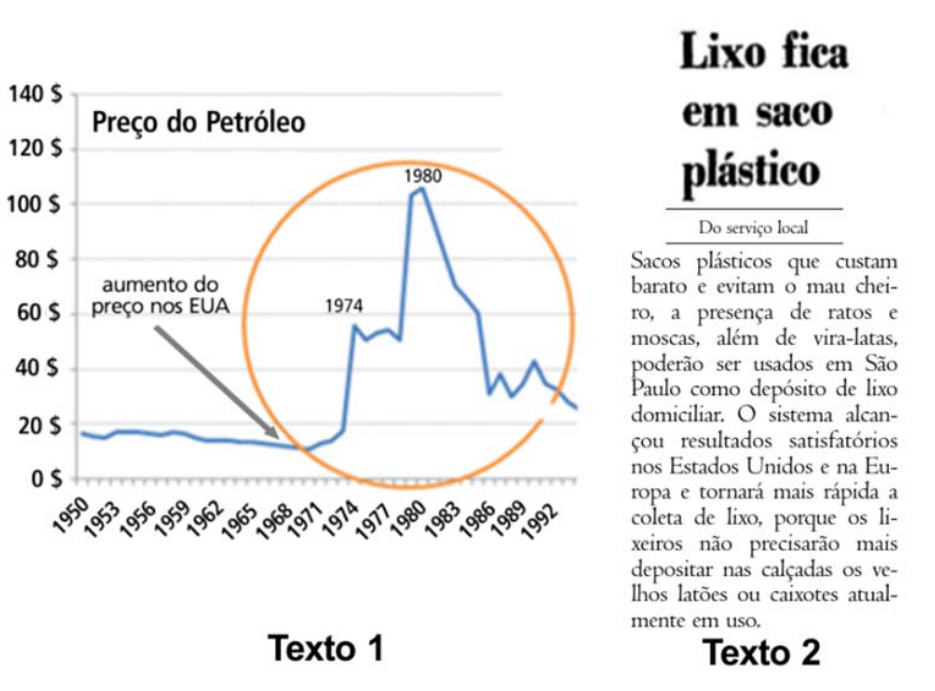 140 $
Preço do Petróleo
120 $
1980
100 $
80 $
aumento do
preço nos EUA
1974
60 $
40 $
20 $
0 $
1950 1953 1956 1959 1962 1965 1968 1971 1974 1977 1980 1983 1986 1989 1992
Texto 1
Lixo fica
em saco
plástico
Do serviço local
Sacos plásticos que custam
barato e evitam o mau chei-
ro, a presença de ratos e
moscas, além de vira-latas,
poderão ser usados em São
Paulo como depósito de lixo
domiciliar. O sistema alcan-
çou resultados satisfatórios
nos Estados Unidos e na Eu-
ropa e tornará mais rápida a
coleta de lixo, porque os li-
xeiros não precisarão mais
depositar nas calçadas os ve-
lhos latões ou caixotes atual-
mente em uso.
Texto 2